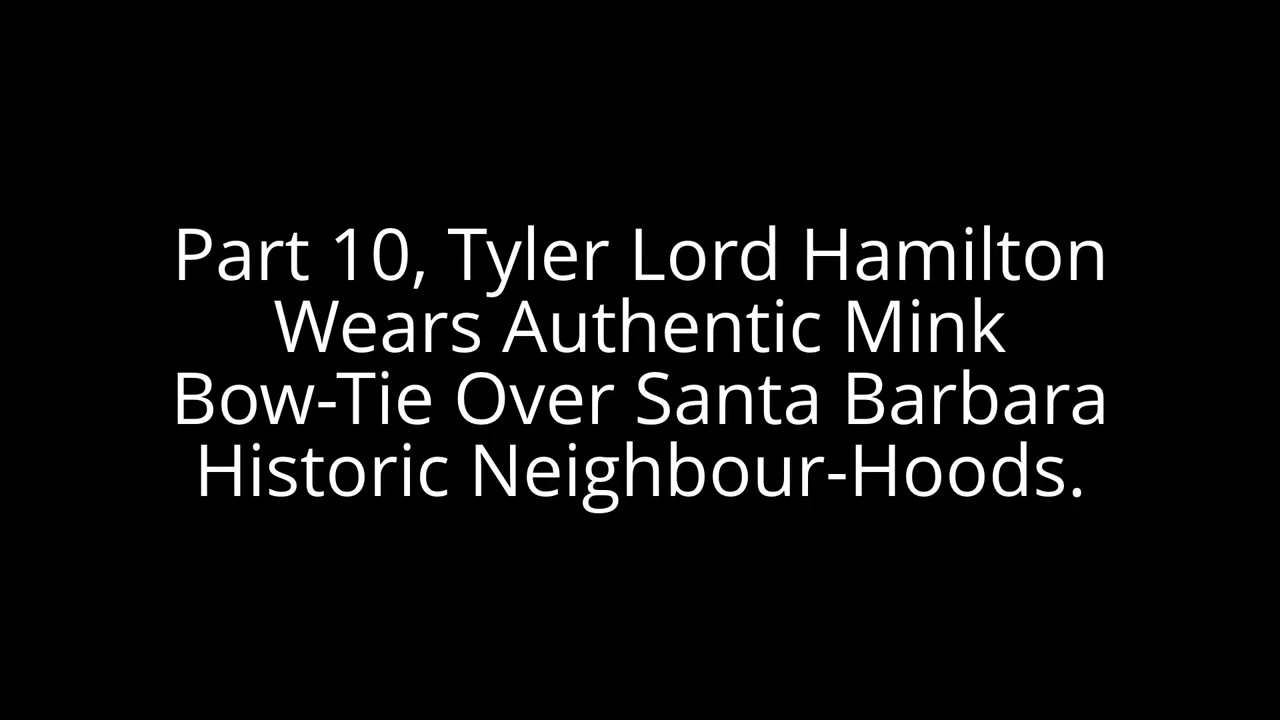 Part 10, Tyler Lord Hamilton
Wears Authentic Mink
Bow-Tie Over Santa Barbara
Historic Neighbour-Hoods.